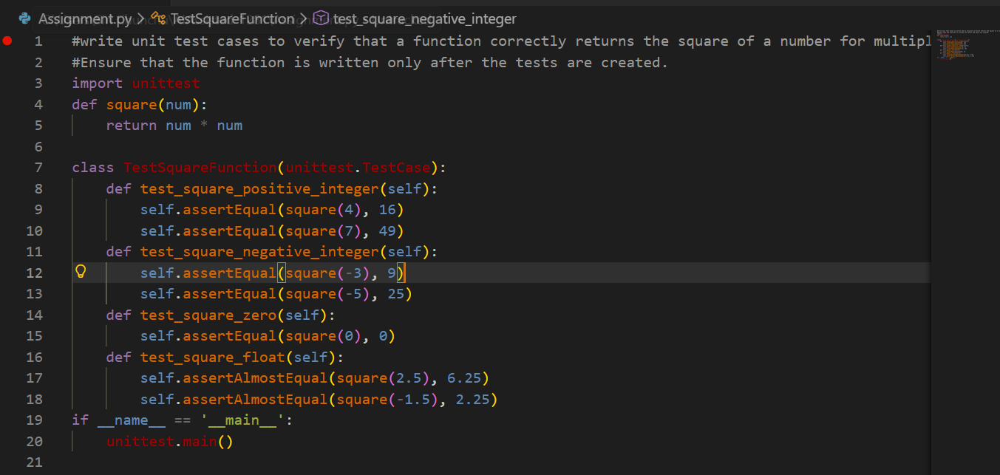 Assignment.py > TestSquareFunction > test_square_negative_integer
1 #write unit test cases to verify that a function correctly returns the square of a number for multipl
2 #Ensure that the function is written only after the tests are created.
3 import unittest
4 def square(num):
5     return num * num
6
7 class TestSquareFunction(unittest.TestCase):
8     def test_square_positive_integer(self):
9         self.assertEqual(square(4), 16)
10         self.assertEqual(square(7), 49)
11     def test_square_negative_integer(self):
12         self.assertEqual(square(-3), 9)
13         self.assertEqual(square(-5), 25)
14     def test_square_zero(self):
15         self.assertEqual(square(0), 0)
16     def test_square_float(self):
17         self.assertAlmostEqual(square(2.5), 6.25)
18         self.assertAlmostEqual(square(-1.5), 2.25)
19 if __name__ == '__main__':
20     unittest.main()
21